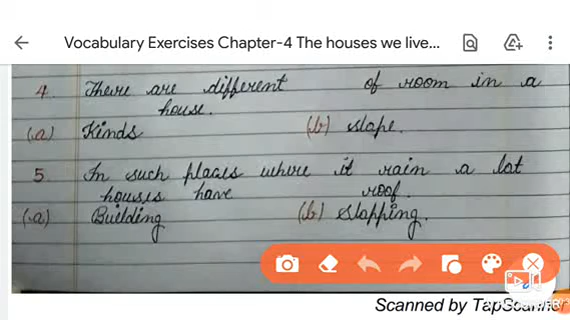 Vocabulary Exercises Chapter-4 The houses we live...
4. There are different of room in a
house.
(a) Kinds (b) slope.
5. In such places where it rain a lot
houses have roof.
(a) Building (b) slopping.
Scanned by TapScanner